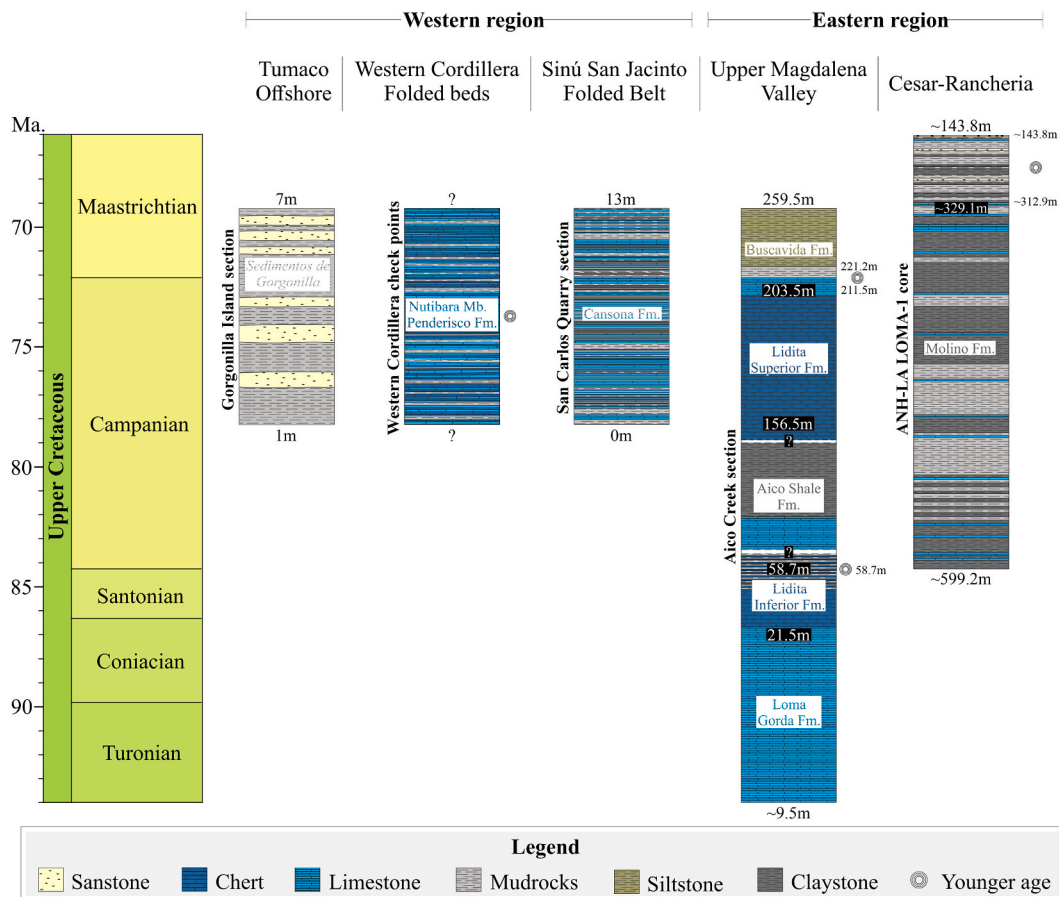 Western region
Eastern region
Tumaco
Offshore
Western Cordillera
Folded beds
Sinú San Jacinto
Folded Belt
Upper Magdalena
Valley
Cesar-Rancheria
Ma.
70
75
80
85
90
Upper Cretaceous
Maastrichtian
Campanian
Santonian
Coniacian
Turonian
Gorgonilla Island section
7m
Sedimentos de
Gorgonilla
1m
Western Cordillera check points
?
Nutibara Mb.
Penderisco Fm.
?
San Carlos Quarry section
13m
Cansona Fm.
0m
Aico Creek section
259.5m
Buscavida Fm.
221.2m
211.5m
203.5m
Lidita
Superior Fm.
156.5m
?
Aico Shale
Fm.
?
58.7m
58.7m
Lidita
Inferior Fm.
21.5m
Loma
Gorda Fm.
~9.5m
ANH-LA LOMA-1 core
~143.8m
~143.8m
~312.9m
~329.1m
Molino Fm.
~599.2m
Legend
Sanstone
Chert
Limestone
Mudrocks
Siltstone
Claystone
Younger age